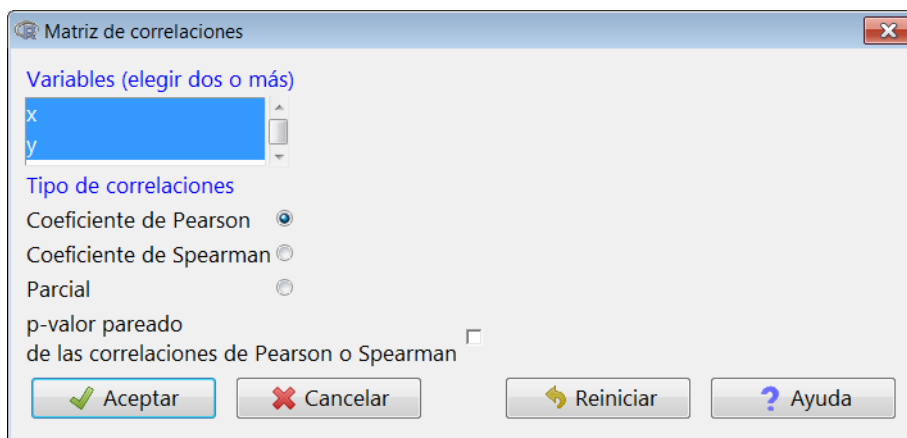 Matriz de correlaciones
Variables (elegir dos o más)
x
y
Tipo de correlaciones
Coeficiente de Pearson
Coeficiente de Spearman
Parcial
p-valor pareado
de las correlaciones de Pearson o Spearman
Aceptar Cancelar Reiniciar Ayuda